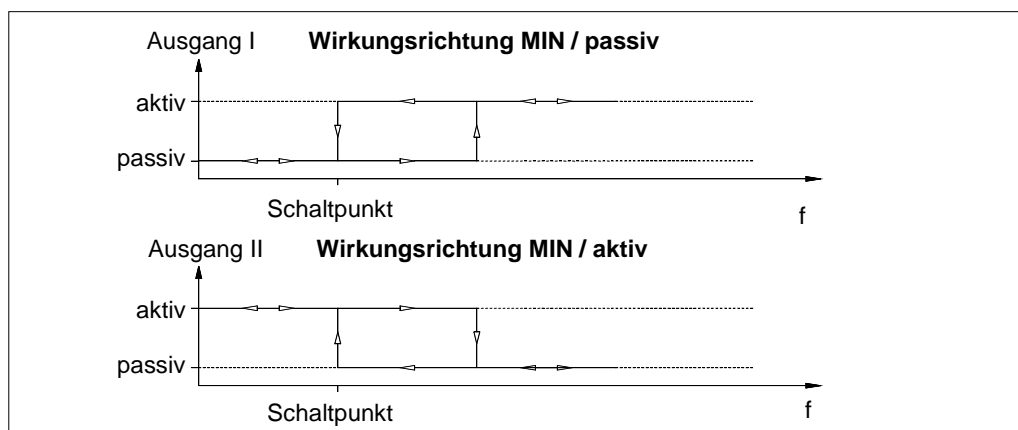 Ausgang I Wirkungsrichtung MIN / passiv
aktiv
passiv
Schaltpunkt
f
Ausgang II Wirkungsrichtung MIN / aktiv
aktiv
passiv
Schaltpunkt
f